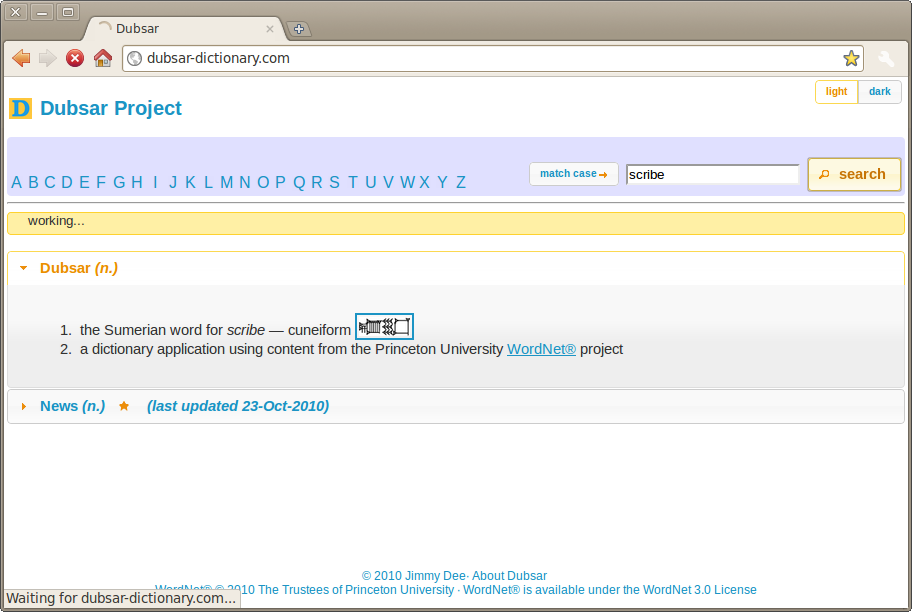 Dubsar
dubsar-dictionary.com
light dark
D Dubsar Project
A B C D E F G H I J K L M N O P Q R S T U V W X Y Z match case scribe search
working...
Dubsar (n.)
1. the Sumerian word for scribe — cuneiform
2. a dictionary application using content from the Princeton University WordNet® project
News (n.) (last updated 23-Oct-2010)
© 2010 Jimmy Dee· About Dubsar
WordNet® © 2010 The Trustees of Princeton University · WordNet® is available under the WordNet 3.0 License
Waiting for dubsar-dictionary.com...